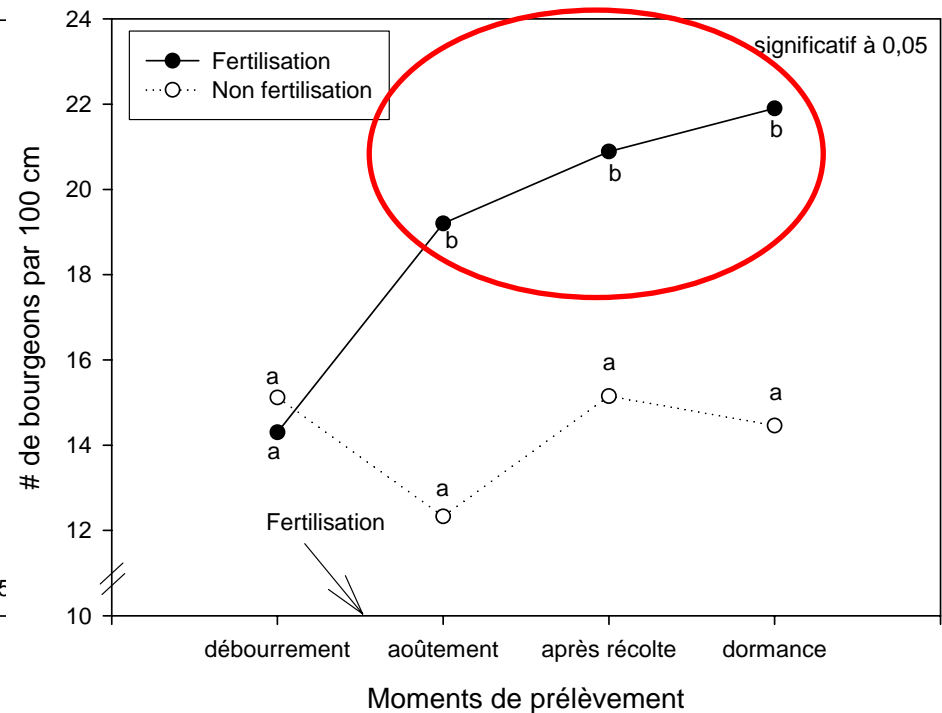 24
22
20
18
16
14
12
10
# de bourgeons par 100 cm
Fertilisation
Non fertilisation
significatif à 0,05
b
b
b
a
a
a
a
a
Fertilisation
5
débourrement aoûtement après récolte dormance
Moments de prélèvement